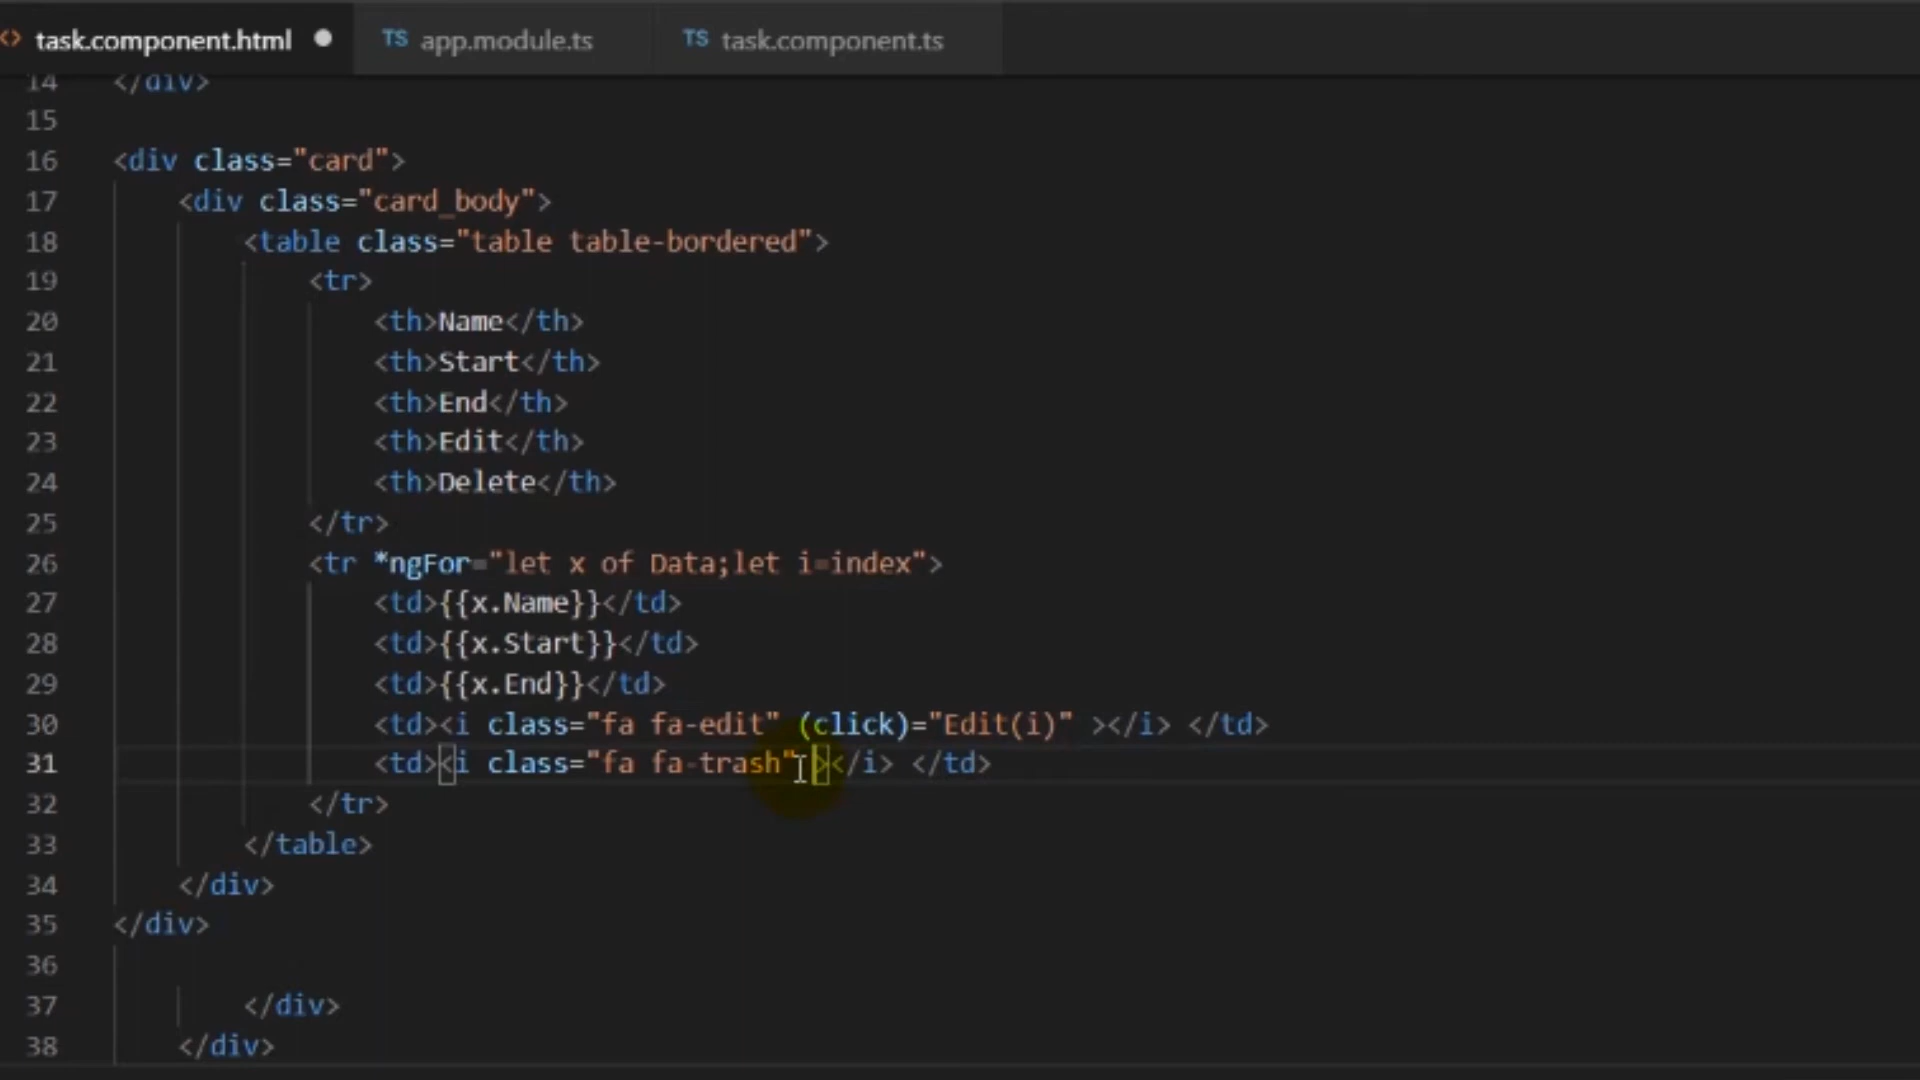 <> task.component.html ● TS app.module.ts TS task.component.ts
14 </div>
15
16 <div class="card">
17 <div class="card_body">
18 <table class="table table-bordered">
19 <tr>
20 <th>Name</th>
21 <th>Start</th>
22 <th>End</th>
23 <th>Edit</th>
24 <th>Delete</th>
25 </tr>
26 <tr *ngFor="let x of Data;let i=index">
27 <td>{{x.Name}}</td>
28 <td>{{x.Start}}</td>
29 <td>{{x.End}}</td>
30 <td><i class="fa fa-edit" (click)="Edit(i)" ></i> </td>
31 <td><i class="fa fa-trash" ></i> </td>
32 </tr>
33 </table>
34 </div>
35 </div>
36
37 </div>
38 </div>